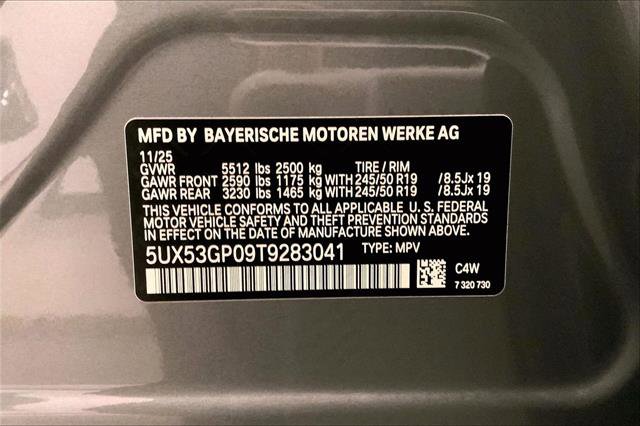 MFD BY BAYERISCHE MOTOREN WERKE AG
11/25
GVWR 5512 lbs 2500 kg TIRE / RIM
GAWR FRONT 2590 lbs 1175 kg WITH 245/50 R19 /8.5Jx 19
GAWR REAR 3230 lbs 1465 kg WITH 245/50 R19 /8.5Jx 19
THIS VEHICLE CONFORMS TO ALL APPLICABLE U. S. FEDERAL
MOTOR VEHICLE SAFETY AND THEFT PREVENTION STANDARDS
IN EFFECT ON THE DATE OF MANUFACTURE SHOWN ABOVE.
5UX53GP09T9283041 TYPE: MPV
C4W
7 320 730